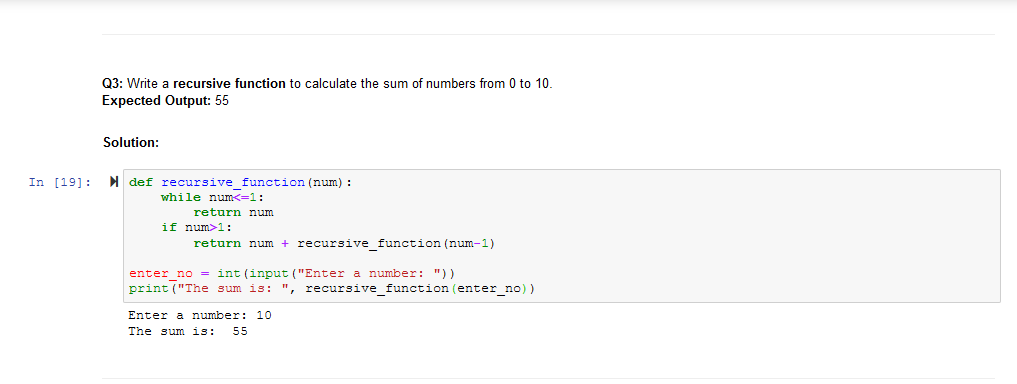 Q3: Write a recursive function to calculate the sum of numbers from 0 to 10.
Expected Output: 55
Solution:
In [19]:
def recursive_function(num):
    while num<=1:
        return num
    if num>1:
        return num + recursive_function(num-1)

enter_no = int(input("Enter a number: "))
print("The sum is: ", recursive_function(enter_no))
Enter a number: 10
The sum is:  55